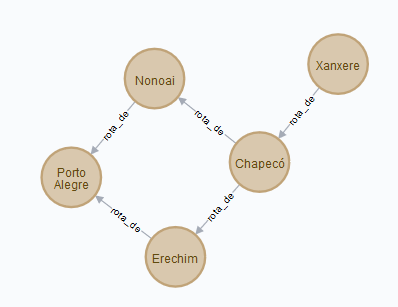 Xanxere
Nonoai
rota_de
rota_de
rota_de
Chapecó
Porto
Alegre
rota_de
rota_de
Erechim